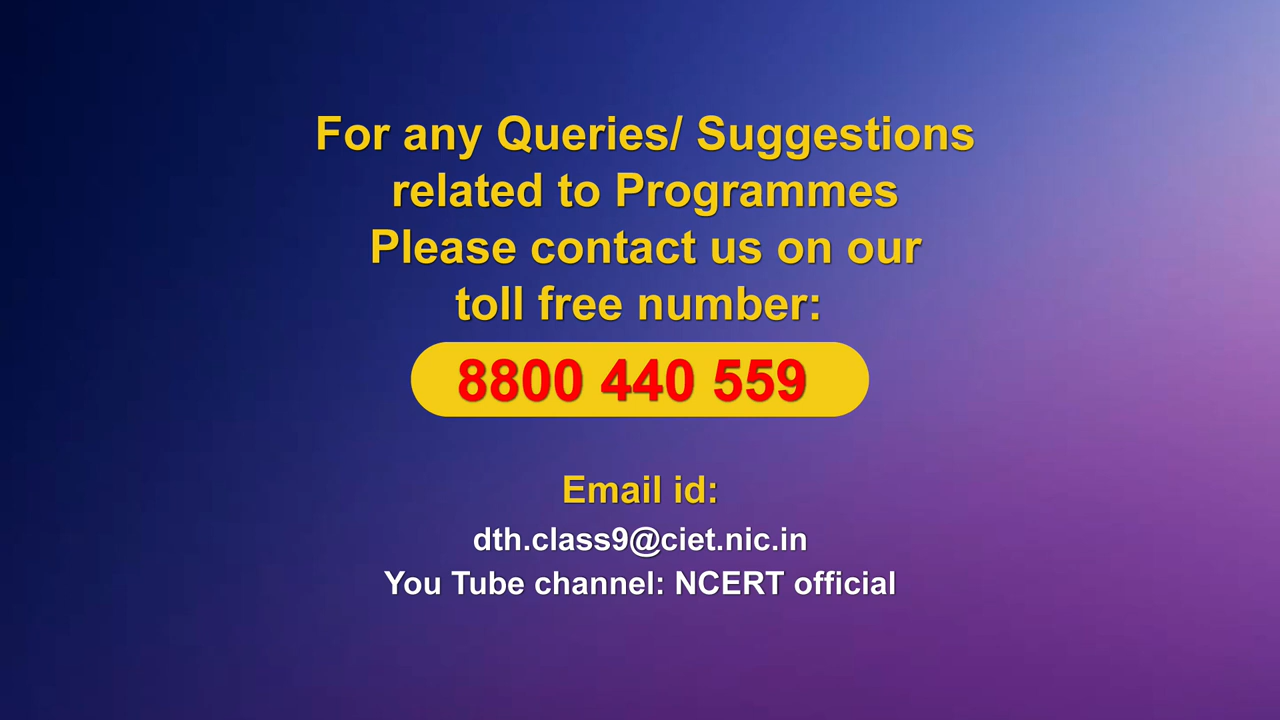 For any Queries/ Suggestions
related to Programmes
Please contact us on our
toll free number:
8800 440 559
Email id:
dth.class9@ciet.nic.in
You Tube channel: NCERT official